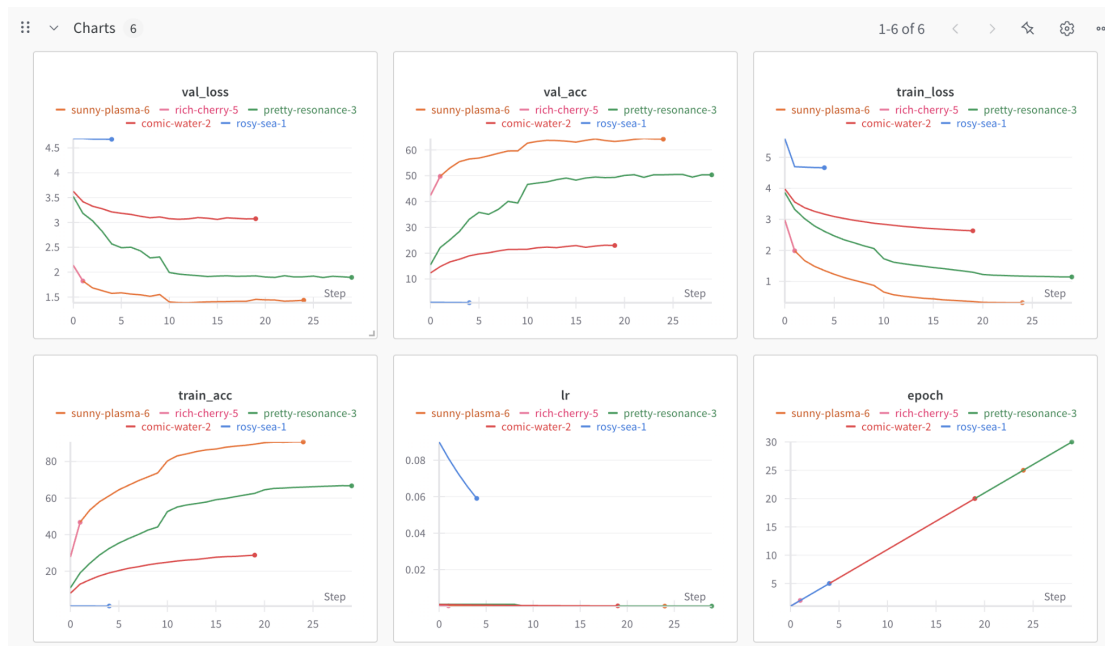 Charts 6 1-6 of 6
val_loss
sunny-plasma-6 rich-cherry-5 pretty-resonance-3
comic-water-2 rosy-sea-1
4.5
4
3.5
3
2.5
2
1.5
Step
0 5 10 15 20 25
val_acc
sunny-plasma-6 rich-cherry-5 pretty-resonance-3
comic-water-2 rosy-sea-1
60
50
40
30
20
10
Step
0 5 10 15 20 25
train_loss
sunny-plasma-6 rich-cherry-5 pretty-resonance-3
comic-water-2 rosy-sea-1
5
4
3
2
1
Step
0 5 10 15 20 25
train_acc
sunny-plasma-6 rich-cherry-5 pretty-resonance-3
comic-water-2 rosy-sea-1
80
60
40
20
Step
0 5 10 15 20 25
lr
sunny-plasma-6 rich-cherry-5 pretty-resonance-3
comic-water-2 rosy-sea-1
0.08
0.06
0.04
0.02
Step
0 5 10 15 20 25
epoch
sunny-plasma-6 rich-cherry-5 pretty-resonance-3
comic-water-2 rosy-sea-1
30
25
20
15
10
5
Step
0 5 10 15 20 25